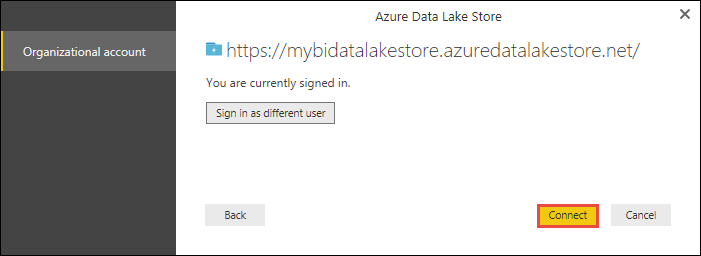 Azure Data Lake Store
Organizational account
https://mybidatalakestore.azuredatalakestore.net/
You are currently signed in.
Sign in as different user
Back
Connect
Cancel